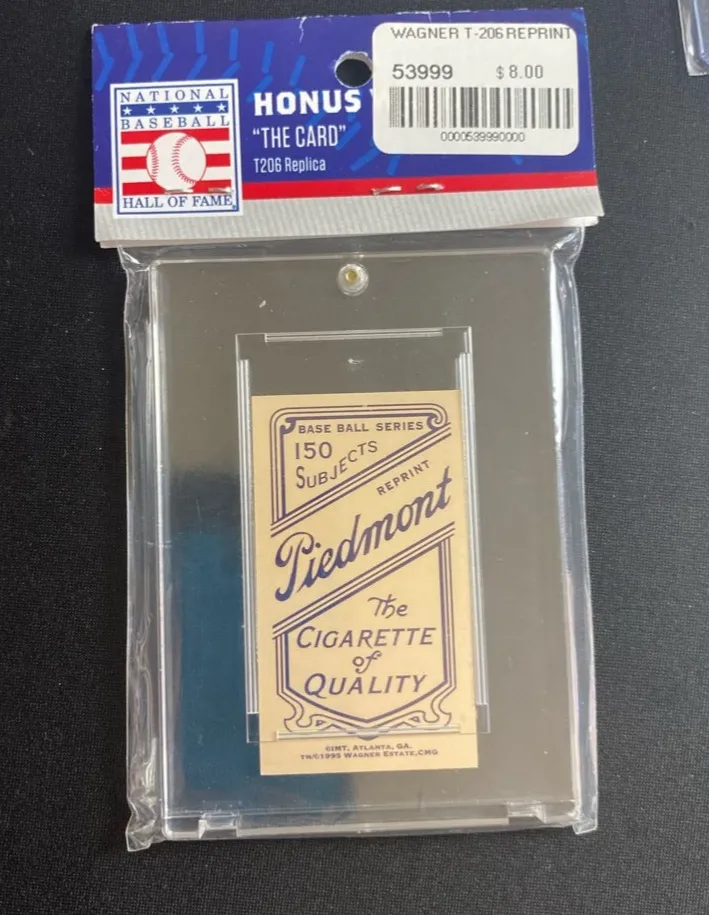 WAGNER T-206 REPRINT
53999 $8.00
0000539990000
NATIONAL
BASEBALL
HALL OF FAME
HONUS
"THE CARD"
T206 Replica
BASE BALL SERIES
150
SUBJECTS
REPRINT
Piedmont
The
CIGARETTE
of
QUALITY
©IMT, ATLANTA, GA.
TM/©1995 WAGNER ESTATE, CMG